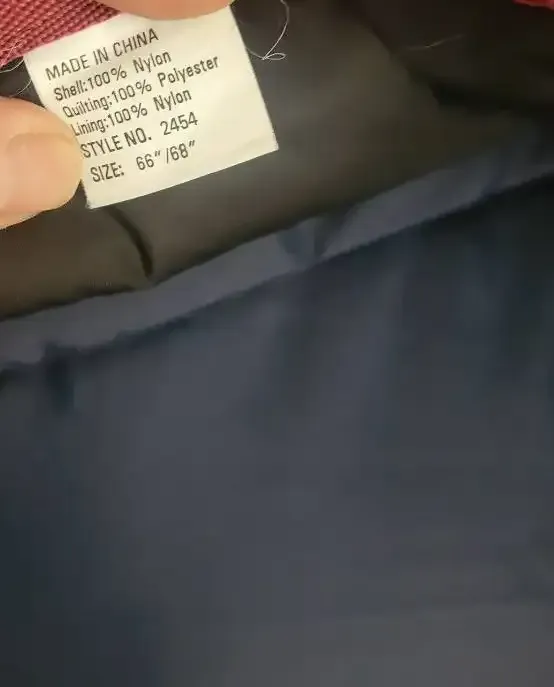 MADE IN CHINA
Shell:100% Nylon
Quilting:100% Polyester
Lining:100% Nylon
STYLE NO. 2454
SIZE: 66"/68"